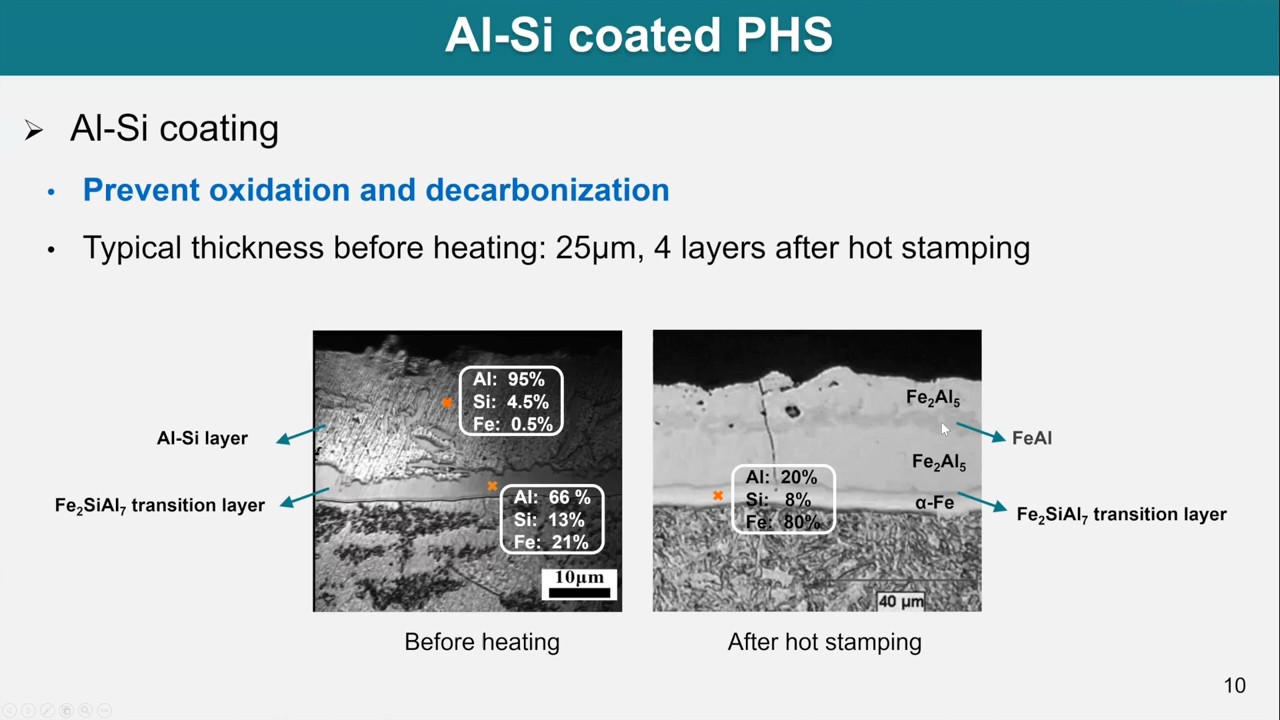 Al-Si coated PHS
➢ Al-Si coating
• Prevent oxidation and decarbonization
• Typical thickness before heating: 25μm, 4 layers after hot stamping
Al-Si layer
Fe₂SiAl₇ transition layer
Al: 95%
Si: 4.5%
Fe: 0.5%
Al: 66 %
Si: 13%
Fe: 21%
10μm
Before heating
Fe₂Al₅
FeAl
Fe₂Al₅
Al: 20%
Si: 8%
Fe: 80%
α-Fe
Fe₂SiAl₇ transition layer
40 μm
After hot stamping
10